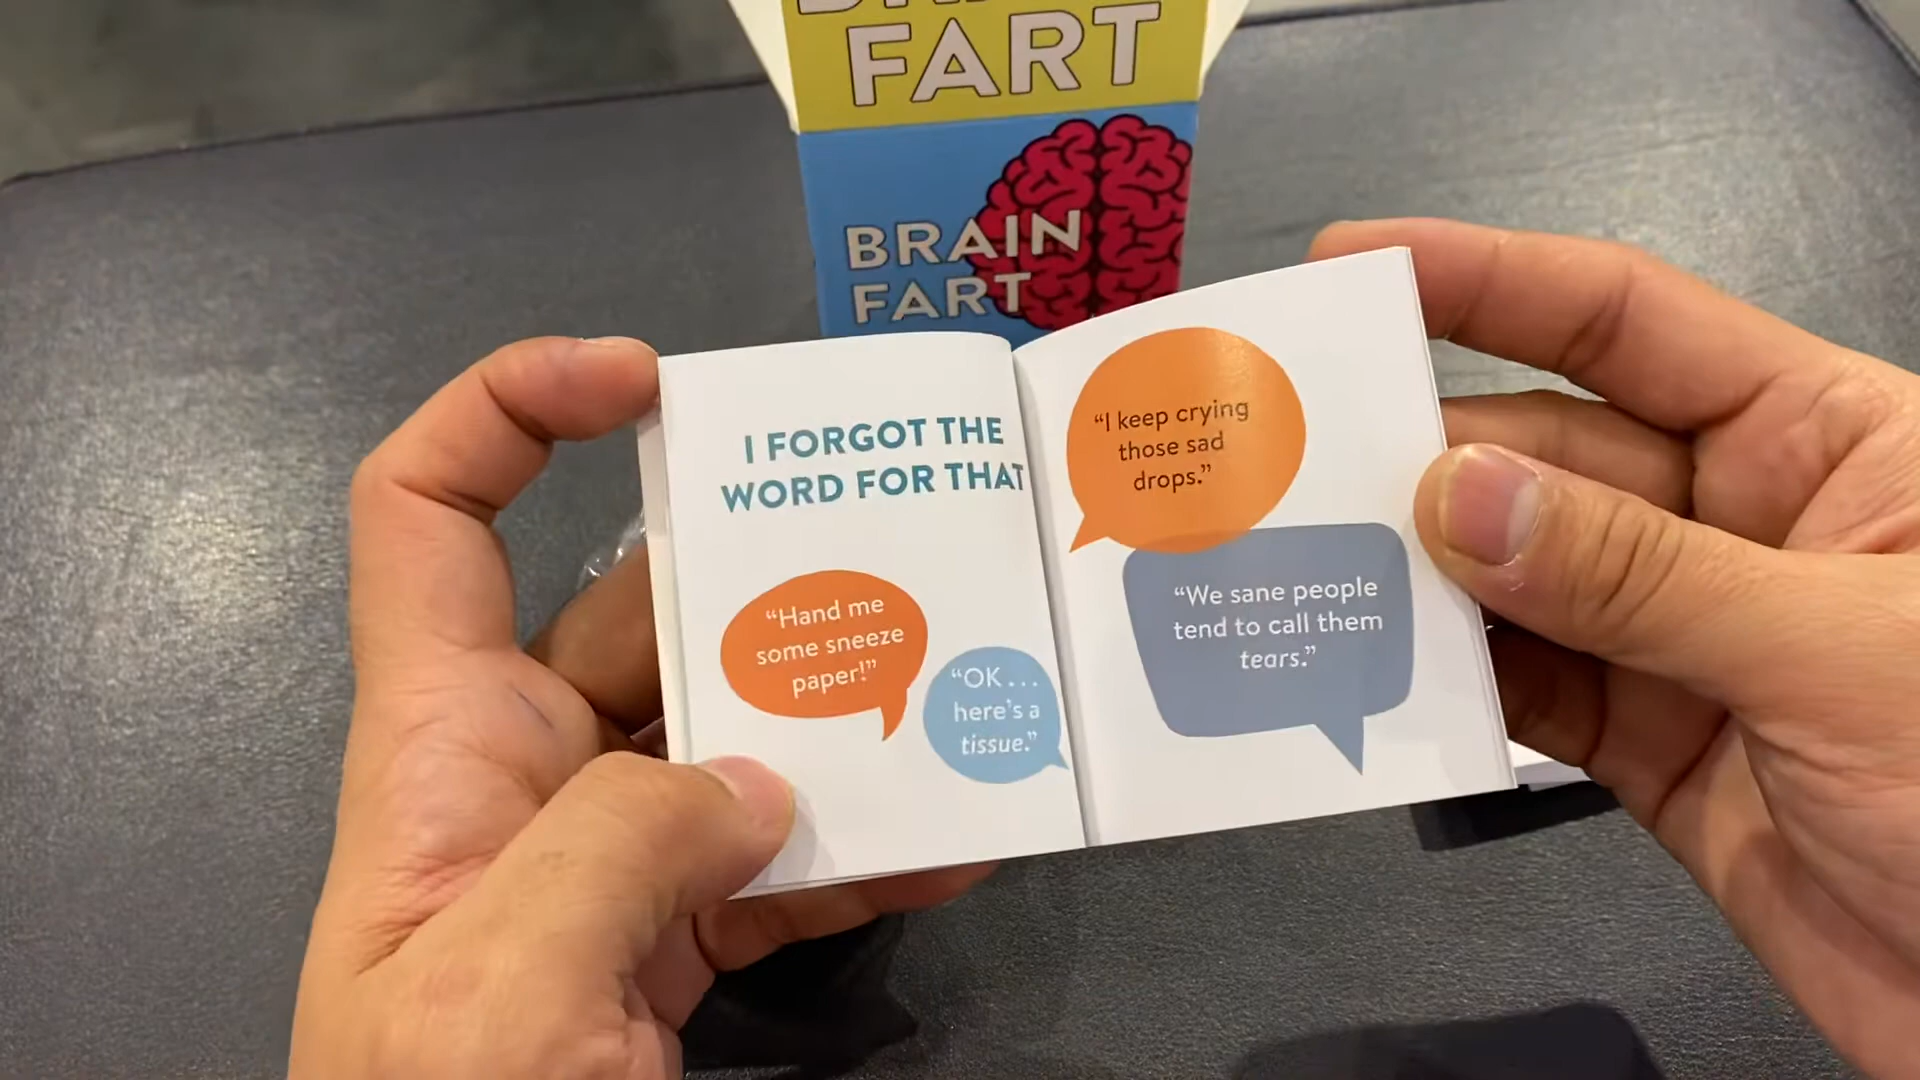 FART
BRAIN
FART
I FORGOT THE
WORD FOR THAT
“Hand me
some sneeze
paper!”
“OK...
here’s a
tissue.”
“I keep crying
those sad
drops.”
“We sane people
tend to call them
tears.”